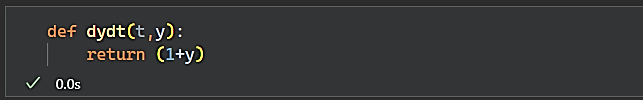 def dydt(t,y):
    return (1+y)
0.0s